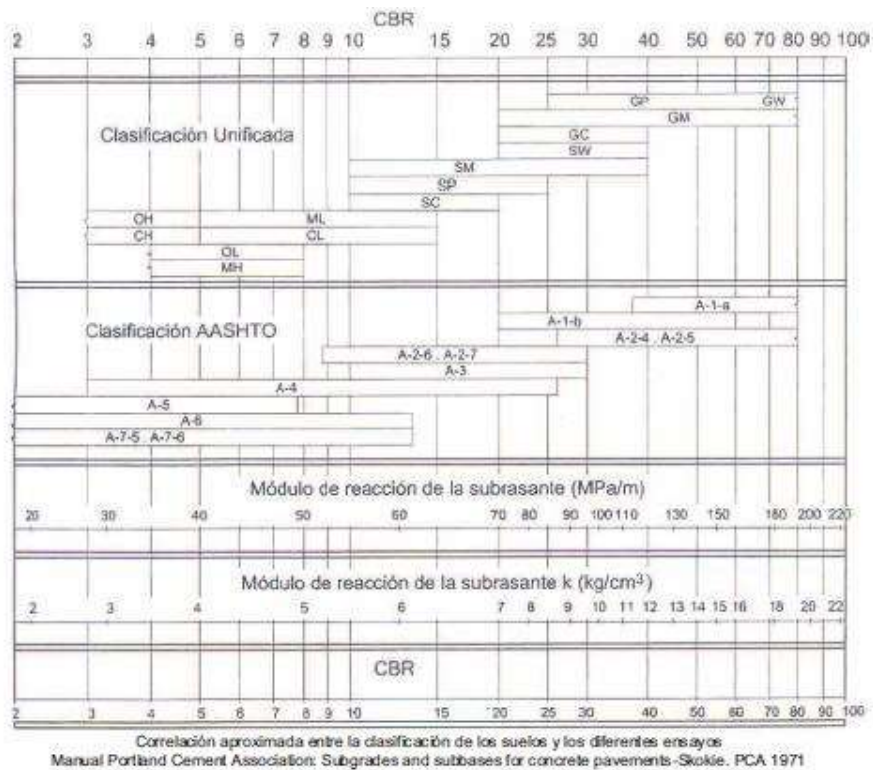 CBR
2 3 4 5 6 7 8 9 10 15 20 25 30 40 50 60 70 80 90 100
GP GW
GM
Clasificación Unificada
GC
SW
SM
SP
SC
OH ML
CH CL
OL
MH
A-1-a
A-1-b
Clasificación AASHTO
A-2-4 . A-2-5
A-2-6 . A-2-7
A-3
A-4
A-5
A-6
A-7-5 . A-7-6
Módulo de reacción de la subrasante (MPa/m)
20 30 40 50 60 70 80 90 100 110 130 150 180 200 220
Módulo de reacción de la subrasante k (kg/cm³)
2 3 4 5 6 7 8 9 10 11 12 13 14 15 16 18 20 22
CBR
2 3 4 5 6 7 8 9 10 15 20 25 30 40 50 60 70 80 90 100
Correlación aproximada entre la clasificación de los suelos y los diferentes ensayos
Manual Portland Cement Association: Subgrades and subbases for concrete pavements-Skokie. PCA 1971